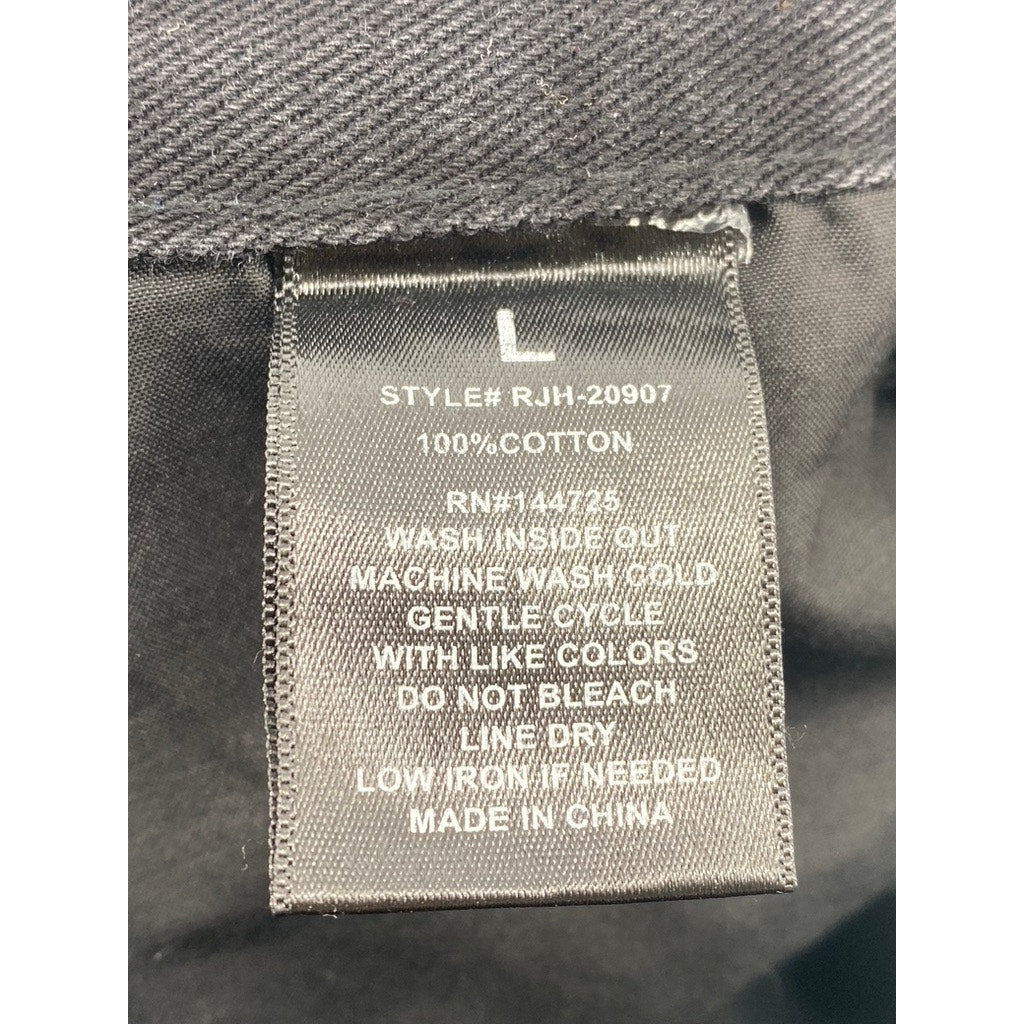 L
STYLE# RJH-20907
100%COTTON
RN#144725
WASH INSIDE OUT
MACHINE WASH COLD
GENTLE CYCLE
WITH LIKE COLORS
DO NOT BLEACH
LINE DRY
LOW IRON IF NEEDED
MADE IN CHINA